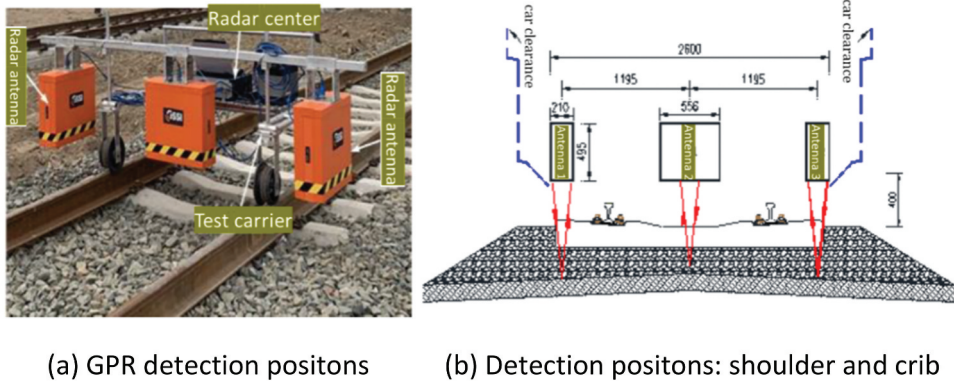 Radar center
Radar antenna
Radar antenna
GSSI
Test carrier
car clearance
car clearance
2600
1195
1195
210
556
495
400
Antenna 1
Antenna 2
Antenna 3
(a) GPR detection positons
(b) Detection positons: shoulder and crib